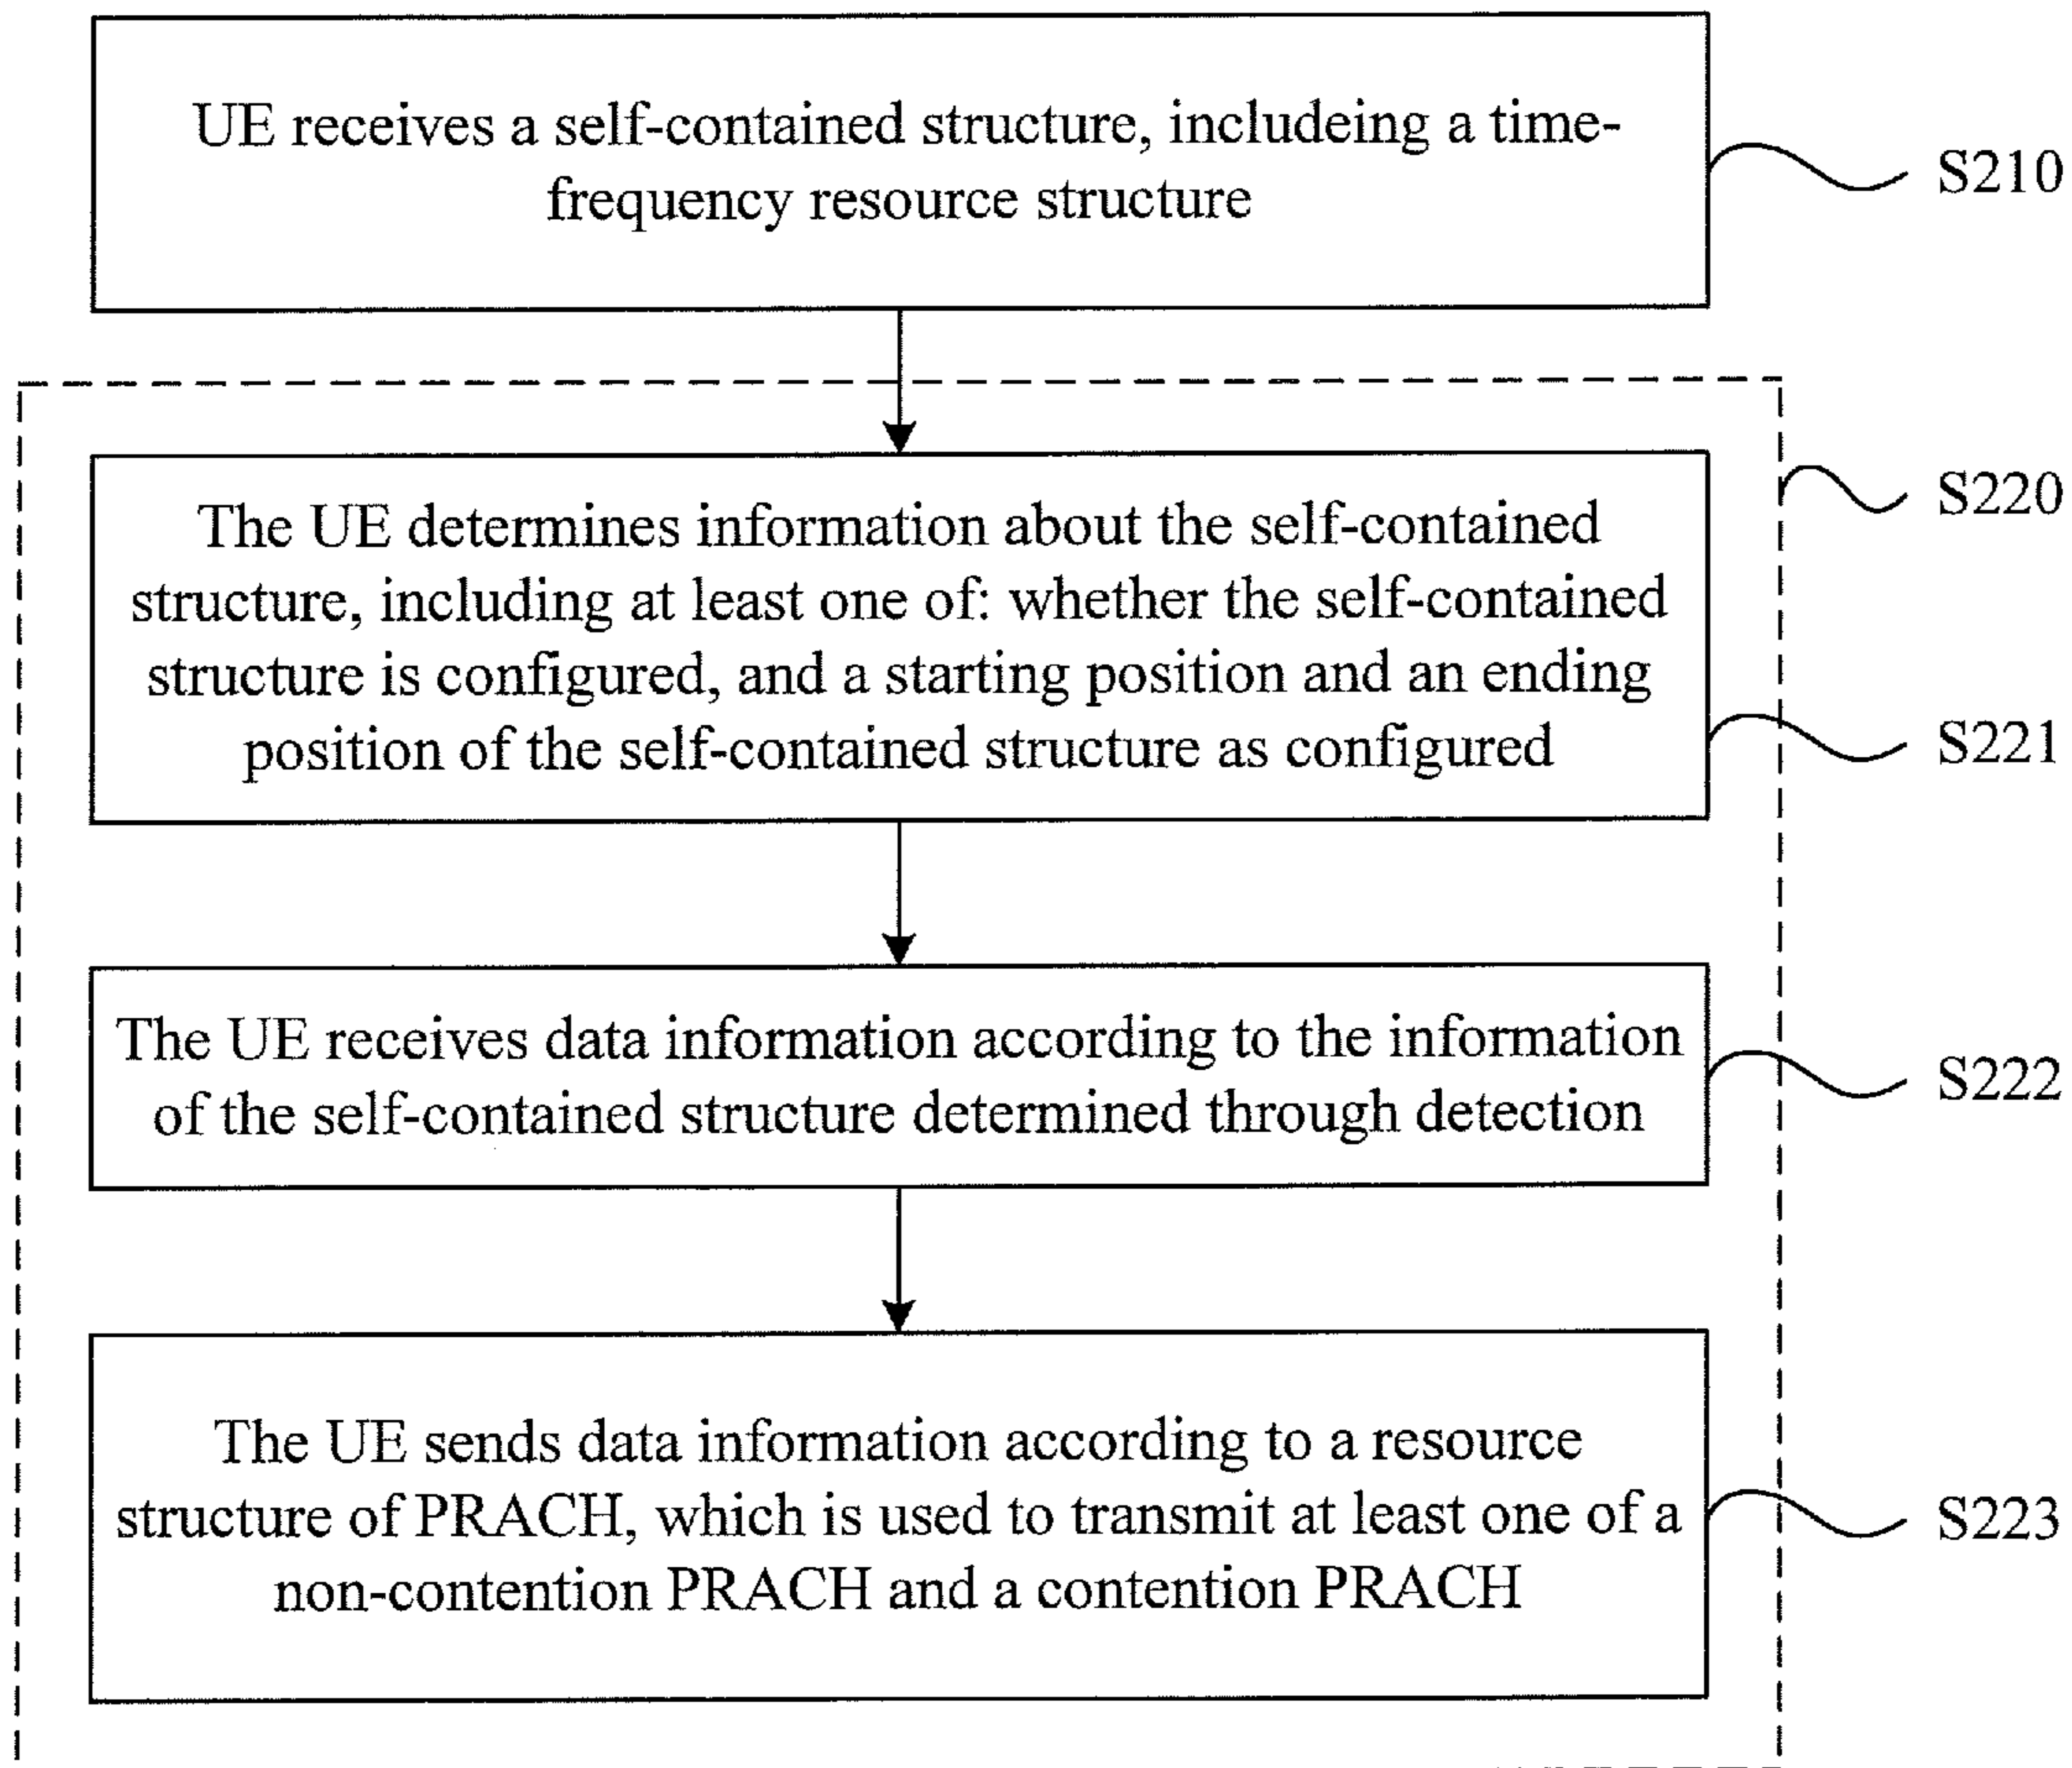 UE receives a self-contained structure, includeing a time-
frequency resource structure
S210
S220
The UE determines information about the self-contained
structure, including at least one of: whether the self-contained
structure is configured, and a starting position and an ending
position of the self-contained structure as configured
S221
The UE receives data information according to the information
of the self-contained structure determined through detection
S222
The UE sends data information according to a resource
structure of PRACH, which is used to transmit at least one of a
non-contention PRACH and a contention PRACH
S223